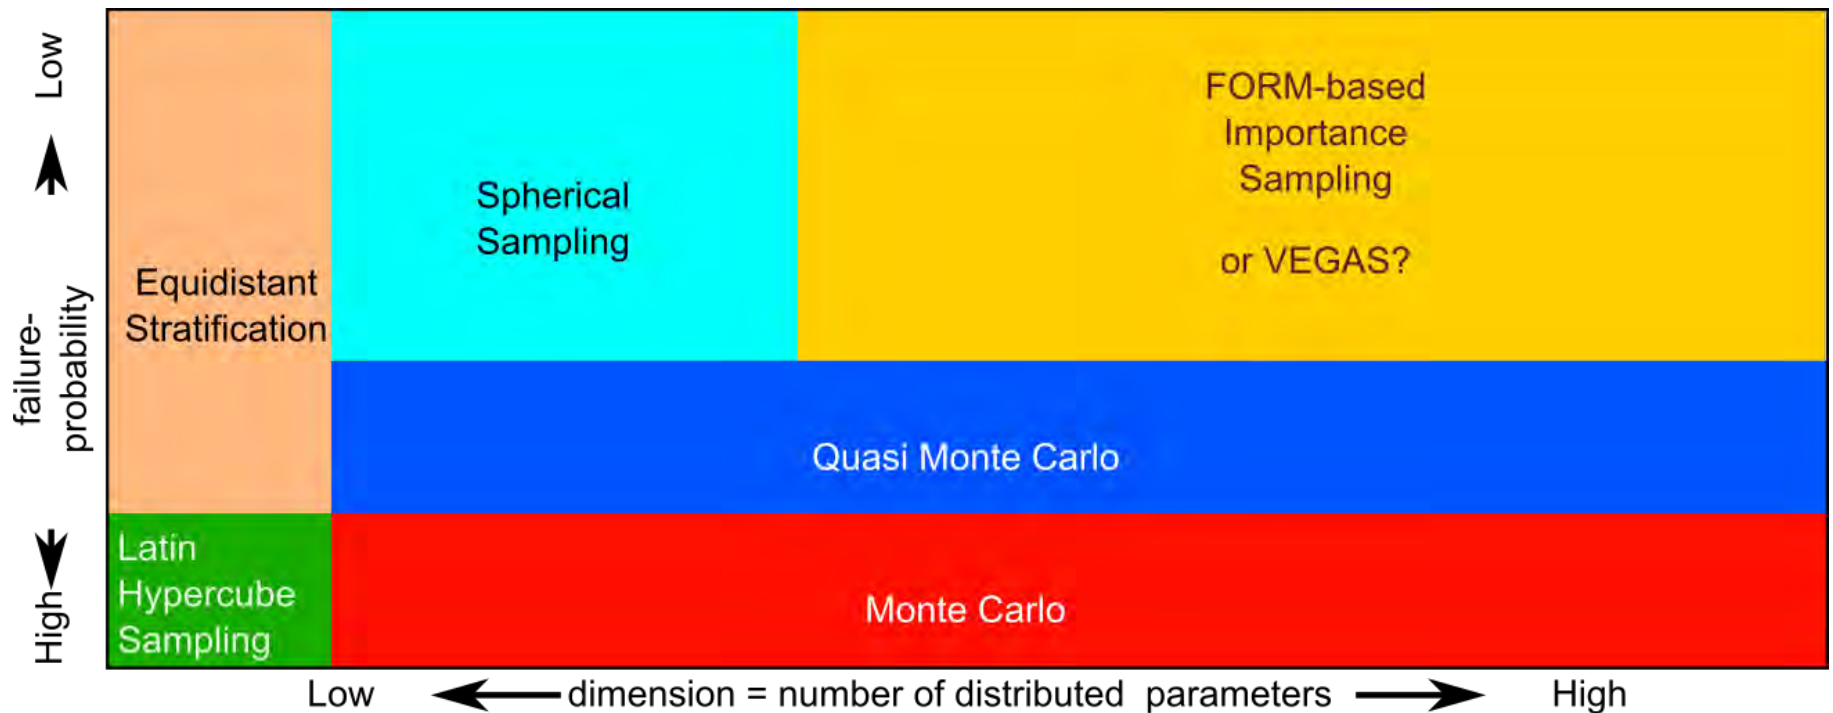 Low
failure-
probability
High
Equidistant
Stratification
Spherical
Sampling
FORM-based
Importance
Sampling
or VEGAS?
Quasi Monte Carlo
Latin
Hypercube
Sampling
Monte Carlo
Low
dimension = number of distributed parameters
High